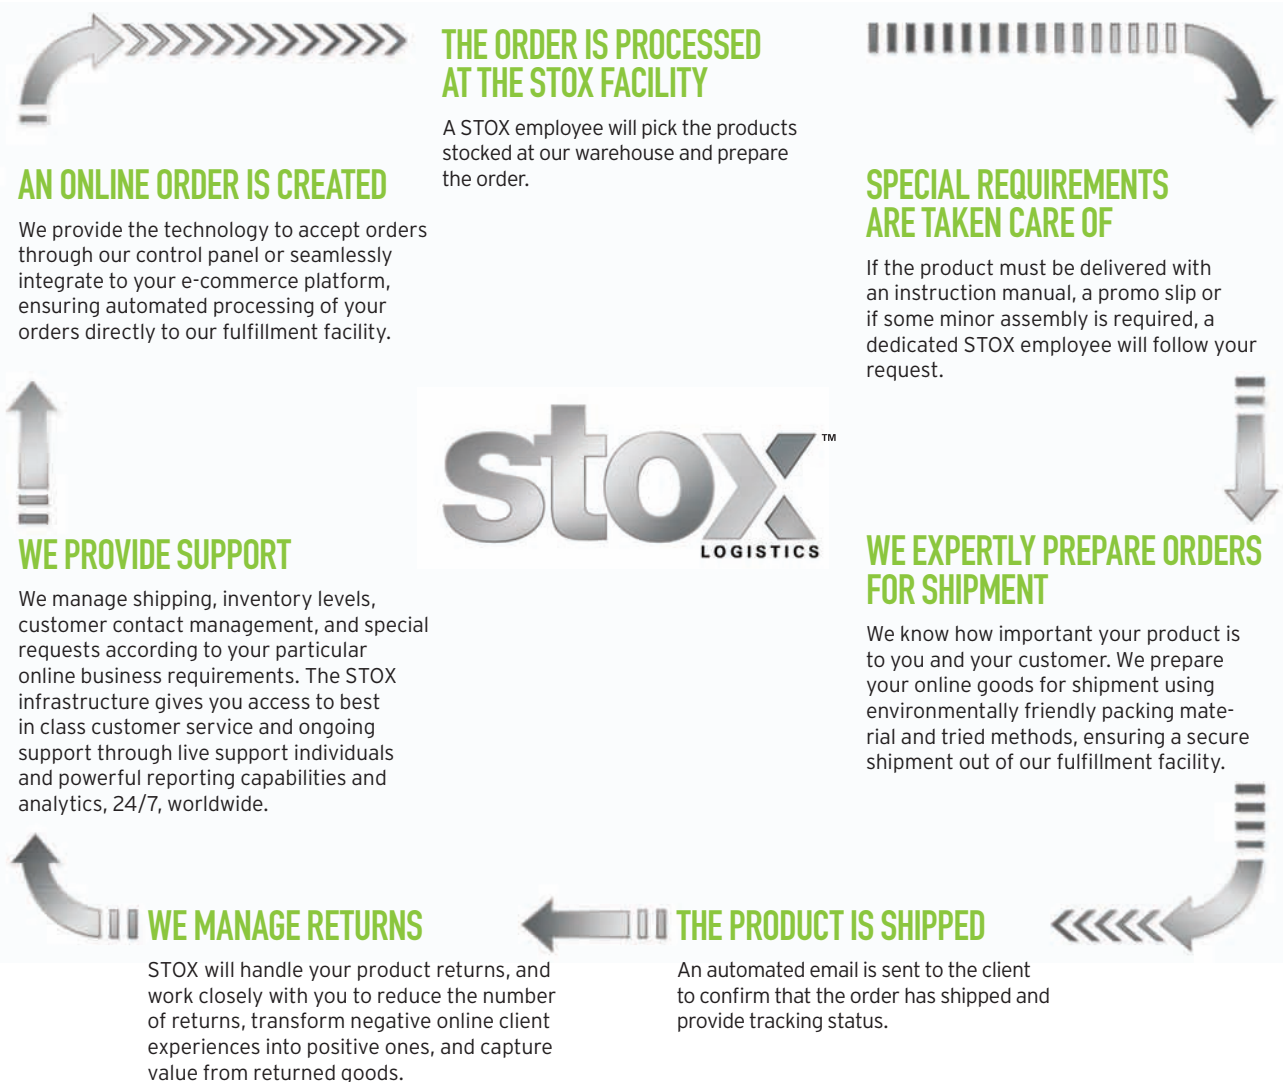 THE ORDER IS PROCESSED
AT THE STOX FACILITY
A STOX employee will pick the products
stocked at our warehouse and prepare
the order.
AN ONLINE ORDER IS CREATED
We provide the technology to accept orders
through our control panel or seamlessly
integrate to your e-commerce platform,
ensuring automated processing of your
orders directly to our fulfillment facility.
SPECIAL REQUIREMENTS
ARE TAKEN CARE OF
If the product must be delivered with
an instruction manual, a promo slip or
if some minor assembly is required, a
dedicated STOX employee will follow your
request.
stox ™
LOGISTICS
WE PROVIDE SUPPORT
We manage shipping, inventory levels,
customer contact management, and special
requests according to your particular
online business requirements. The STOX
infrastructure gives you access to best
in class customer service and ongoing
support through live support individuals
and powerful reporting capabilities and
analytics, 24/7, worldwide.
WE EXPERTLY PREPARE ORDERS
FOR SHIPMENT
We know how important your product is
to you and your customer. We prepare
your online goods for shipment using
environmentally friendly packing mate-
rial and tried methods, ensuring a secure
shipment out of our fulfillment facility.
WE MANAGE RETURNS
STOX will handle your product returns, and
work closely with you to reduce the number
of returns, transform negative online client
experiences into positive ones, and capture
value from returned goods.
THE PRODUCT IS SHIPPED
An automated email is sent to the client
to confirm that the order has shipped and
provide tracking status.